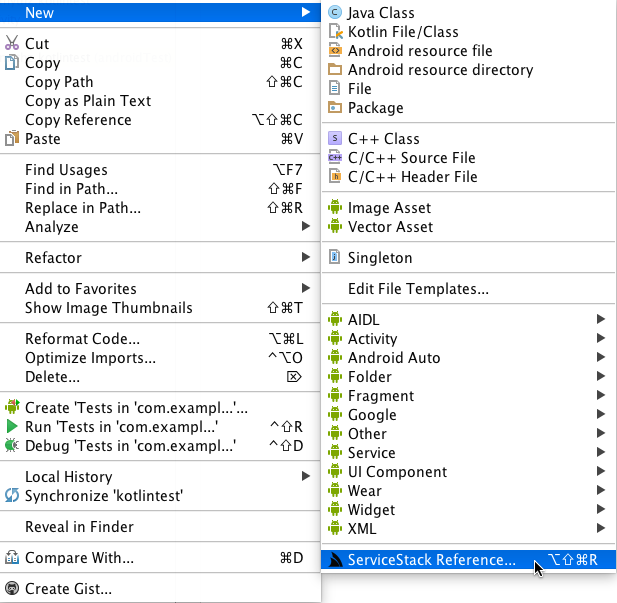 New
Cut ⌘X
Copy ⌘C
Copy Path ⇧⌘C
Copy as Plain Text
Copy Reference ⌥⇧⌘C
Paste ⌘V
Find Usages ⌥F7
Find in Path... ⇧⌘F
Replace in Path... ⇧⌘R
Analyze
Refactor
Add to Favorites
Show Image Thumbnails ⇧⌘T
Reformat Code... ⌥⌘L
Optimize Imports... ^⌥O
Delete... ⌦
Create 'Tests in 'com.exampl...'...
Run 'Tests in 'com.exampl...' ^⇧R
Debug 'Tests in 'com.exampl...' ^⇧D
Local History
Synchronize 'kotlintest'
Reveal in Finder
Compare With... ⌘D
Create Gist...
C Java Class
Kotlin File/Class
Android resource file
Android resource directory
File
Package
S C++ Class
C++ C/C++ Source File
h C/C++ Header File
Image Asset
Vector Asset
Singleton
Edit File Templates...
AIDL
Activity
Android Auto
Folder
Fragment
Google
Other
Service
UI Component
Wear
Widget
XML
ServiceStack Reference... ⌥⇧⌘R